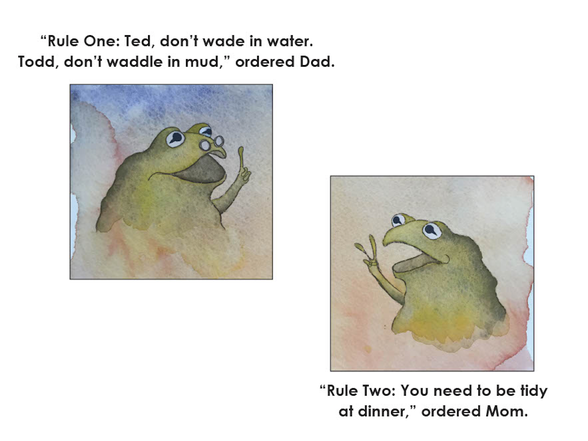 “Rule One: Ted, don’t wade in water.
Todd, don’t waddle in mud,” ordered Dad.
“Rule Two: You need to be tidy
at dinner,” ordered Mom.